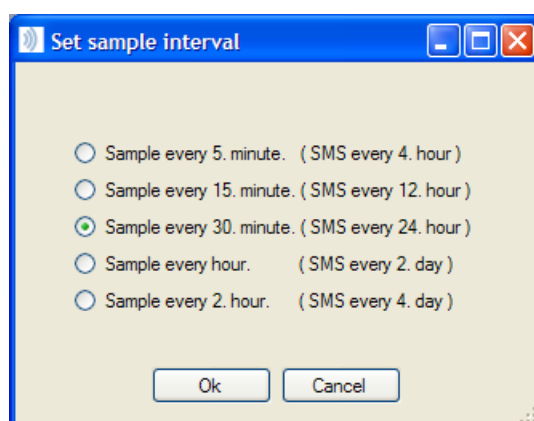 Set sample interval
Sample every 5. minute. ( SMS every 4. hour )
Sample every 15. minute. ( SMS every 12. hour )
Sample every 30. minute. ( SMS every 24. hour )
Sample every hour. ( SMS every 2. day )
Sample every 2. hour. ( SMS every 4. day )
Ok Cancel